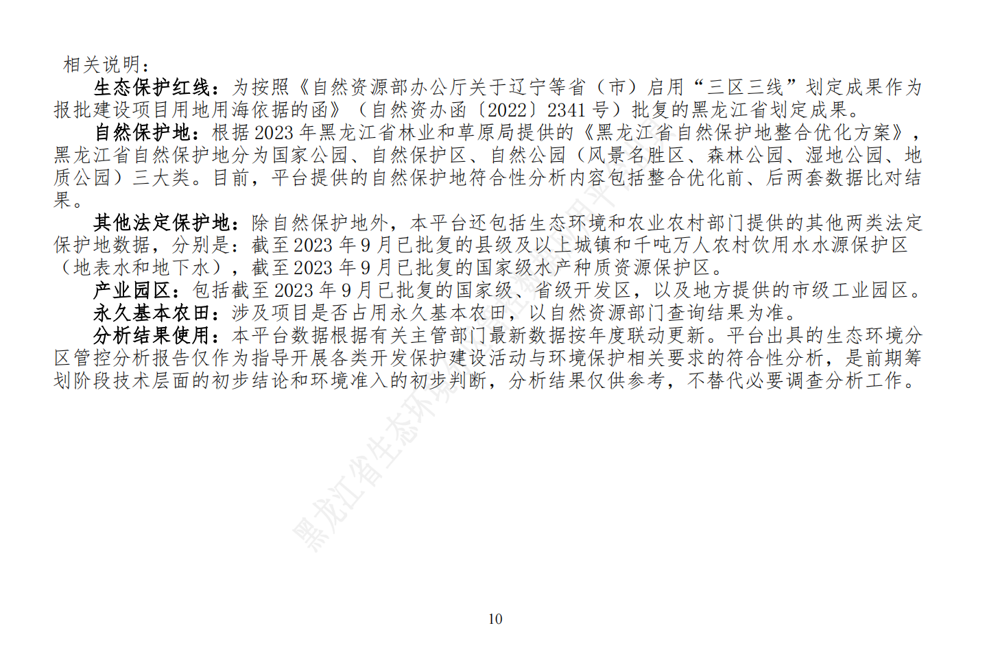 相关说明：
生态保护红线：为按照《自然资源部办公厅关于辽宁等省（市）启用“三区三线”划定成果作为
报批建设项目用地用海依据的函》（自然资办函〔2022〕2341 号）批复的黑龙江省划定成果。
自然保护地：根据 2023 年黑龙江省林业和草原局提供的《黑龙江省自然保护地整合优化方案》，
黑龙江省自然保护地分为国家公园、自然保护区、自然公园（风景名胜区、森林公园、湿地公园、地
质公园）三大类。目前，平台提供的自然保护地符合性分析内容包括整合优化前、后两套数据比对结
果。
其他法定保护地：除自然保护地外，本平台还包括生态环境和农业农村部门提供的其他两类法定
保护地数据，分别是：截至 2023 年 9 月已批复的县级及以上城镇和千吨万人农村饮用水水源保护区
（地表水和地下水），截至 2023 年 9 月已批复的国家级水产种质资源保护区。
产业园区：包括截至 2023 年 9 月已批复的国家级、省级开发区，以及地方提供的市级工业园区。
永久基本农田：涉及项目是否占用永久基本农田，以自然资源部门查询结果为准。
分析结果使用：本平台数据根据有关主管部门最新数据按年度联动更新。平台出具的生态环境分
区管控分析报告仅作为指导开展各类开发保护建设活动与环境保护相关要求的符合性分析，是前期筹
划阶段技术层面的初步结论和环境准入的初步判断，分析结果仅供参考，不替代必要调查分析工作。
黑龙江省生态环境分区管控数据应用平台
10